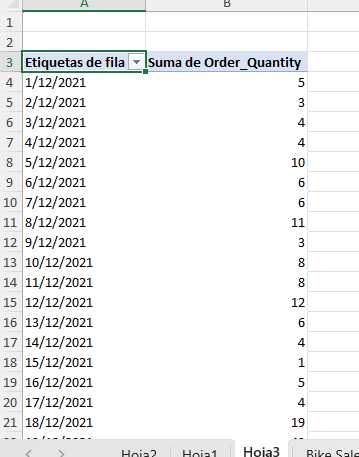 A B
1
2
3 Etiquetas de fila Suma de Order_Quantity
4 1/12/2021 5
5 2/12/2021 3
6 3/12/2021 4
7 4/12/2021 4
8 5/12/2021 10
9 6/12/2021 6
10 7/12/2021 6
11 8/12/2021 11
12 9/12/2021 3
13 10/12/2021 8
14 11/12/2021 8
15 12/12/2021 12
16 13/12/2021 6
17 14/12/2021 4
18 15/12/2021 1
19 16/12/2021 5
20 17/12/2021 4
21 18/12/2021 19
Hoja2 Hoja1 Hoja3 Bike Sale